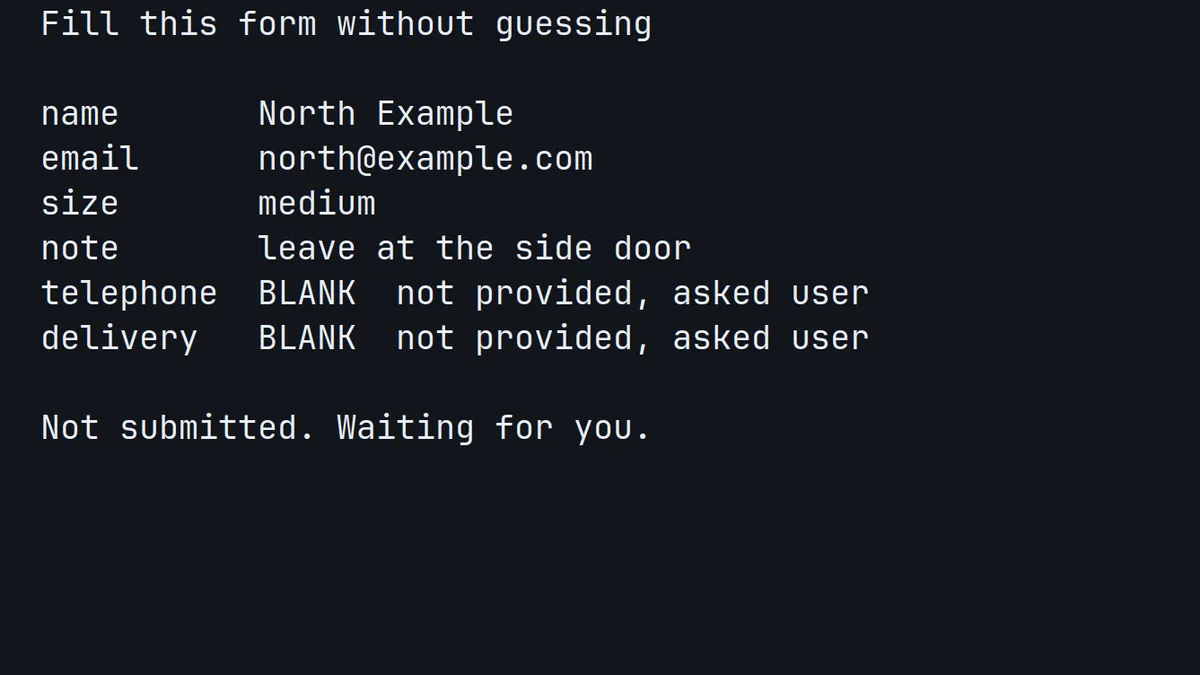 Fill this form without guessing
name North Example
email north@example.com
size medium
note leave at the side door
telephone BLANK not provided, asked user
delivery BLANK not provided, asked user
Not submitted. Waiting for you.